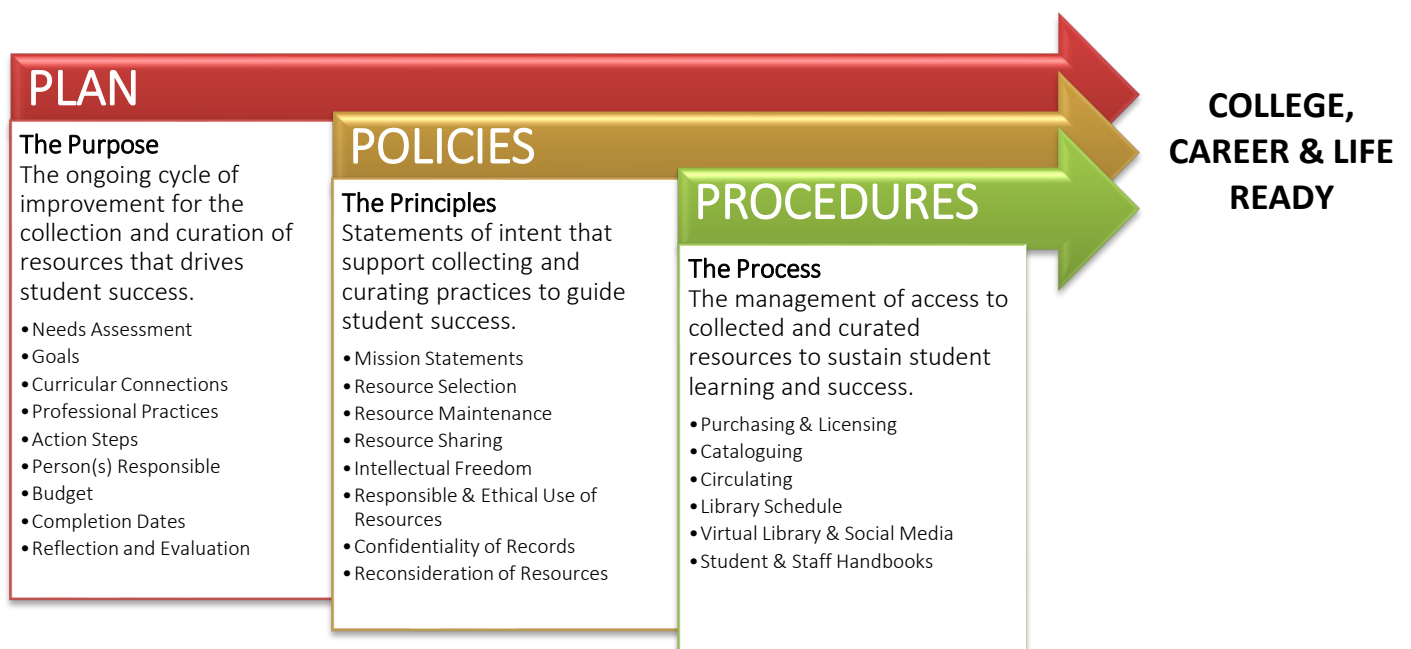 PLAN
The Purpose
The ongoing cycle of
improvement for the
collection and curation of
resources that drives
student success.
•Needs Assessment
•Goals
•Curricular Connections
•Professional Practices
•Action Steps
•Person(s) Responsible
•Budget
•Completion Dates
•Reflection and Evaluation
POLICIES
The Principles
Statements of intent that
support collecting and
curating practices to guide
student success.
•Mission Statements
•Resource Selection
•Resource Maintenance
•Resource Sharing
•Intellectual Freedom
•Responsible & Ethical Use of
Resources
•Confidentiality of Records
•Reconsideration of Resources
PROCEDURES
The Process
The management of access to
collected and curated
resources to sustain student
learning and success.
•Purchasing & Licensing
•Cataloguing
•Circulating
•Library Schedule
•Virtual Library & Social Media
•Student & Staff Handbooks
COLLEGE,
CAREER & LIFE
READY